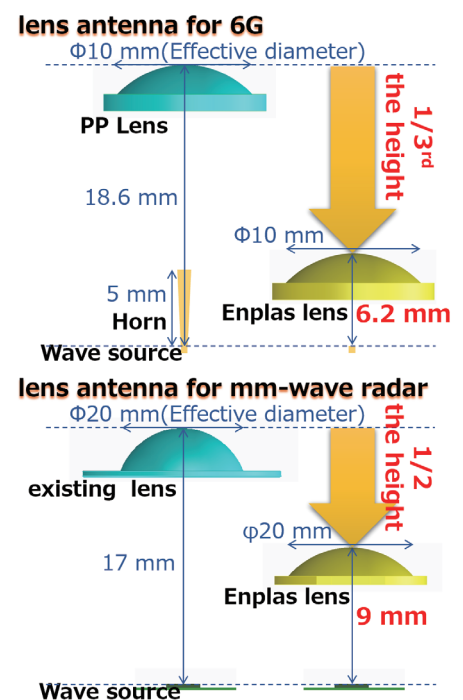 lens antenna for 6G
Φ10 mm(Effective diameter)
PP Lens
1/3rd
the height
18.6 mm
Φ10 mm
5 mm
Horn
Enplas lens
6.2 mm
Wave source
lens antenna for mm-wave radar
Φ20 mm(Effective diameter)
1/2
the height
existing lens
φ20 mm
17 mm
Enplas lens
9 mm
Wave source